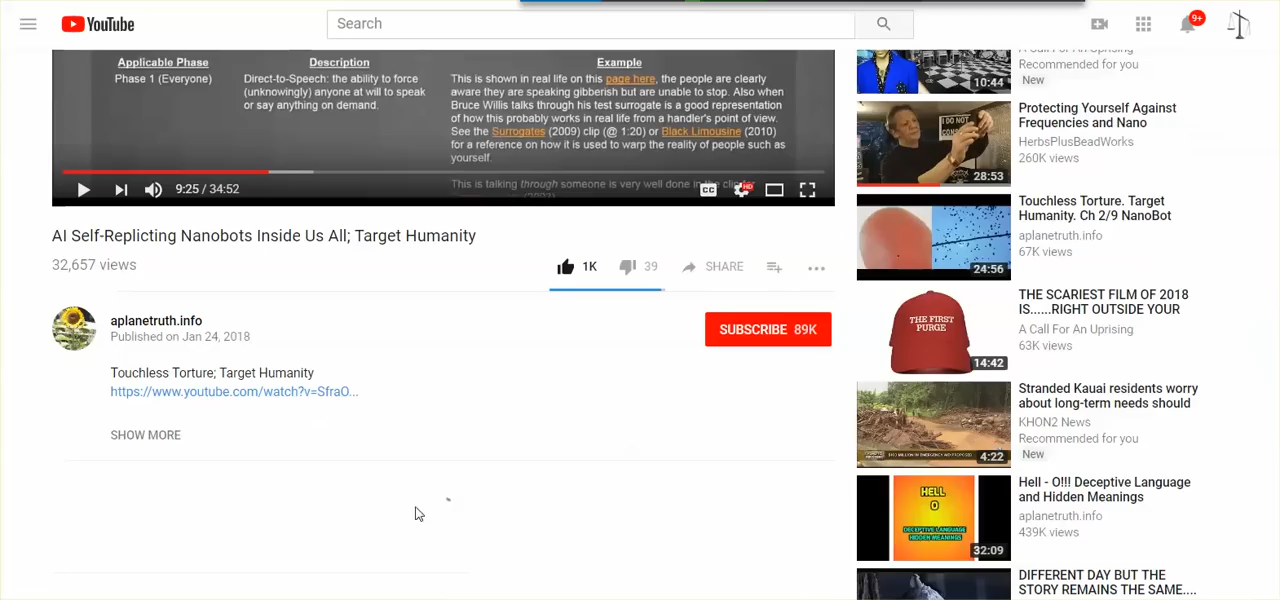 YouTube
Search
9+
Applicable Phase
Description
Example
Phase 1 (Everyone)
Direct-to-Speech: the ability to force
(unknowingly) anyone at will to speak
or say anything on demand.
This is shown in real life on this page here, the people are clearly
aware they are speaking gibberish but are unable to stop. Also when
Bruce Willis talks through his test surrogate is a good representation
of how this probably works in real life from a handler's point of view.
See the Surrogates (2009) clip (@ 1:20) or Black Limousine (2010)
for a reference on how it is used to warp the reality of people such as
yourself.
This is talking through someone is very well done in the clip
9:25 / 34:52
CC
HD
AI Self-Replicting Nanobots Inside Us All; Target Humanity
32,657 views
1K
39
SHARE
aplanetruth.info
Published on Jan 24, 2018
SUBSCRIBE 89K
Touchless Torture; Target Humanity
https://www.youtube.com/watch?v=SfraO...
SHOW MORE
10:44
A Call For An Uprising
Recommended for you
New
I DO NOT
28:53
Protecting Yourself Against
Frequencies and Nano
HerbsPlusBeadWorks
260K views
24:56
Touchless Torture. Target
Humanity. Ch 2/9 NanoBot
aplanetruth.info
67K views
THE FIRST
PURGE
14:42
THE SCARIEST FILM OF 2018
IS......RIGHT OUTSIDE YOUR
A Call For An Uprising
63K views
4:22
Stranded Kauai residents worry
about long-term needs should
KHON2 News
Recommended for you
New
HELL
O
DECEPTIVE LANGUAGE
HIDDEN MEANINGS
32:09
Hell - O!!! Deceptive Language
and Hidden Meanings
aplanetruth.info
439K views
DIFFERENT DAY BUT THE
STORY REMAINS THE SAME....